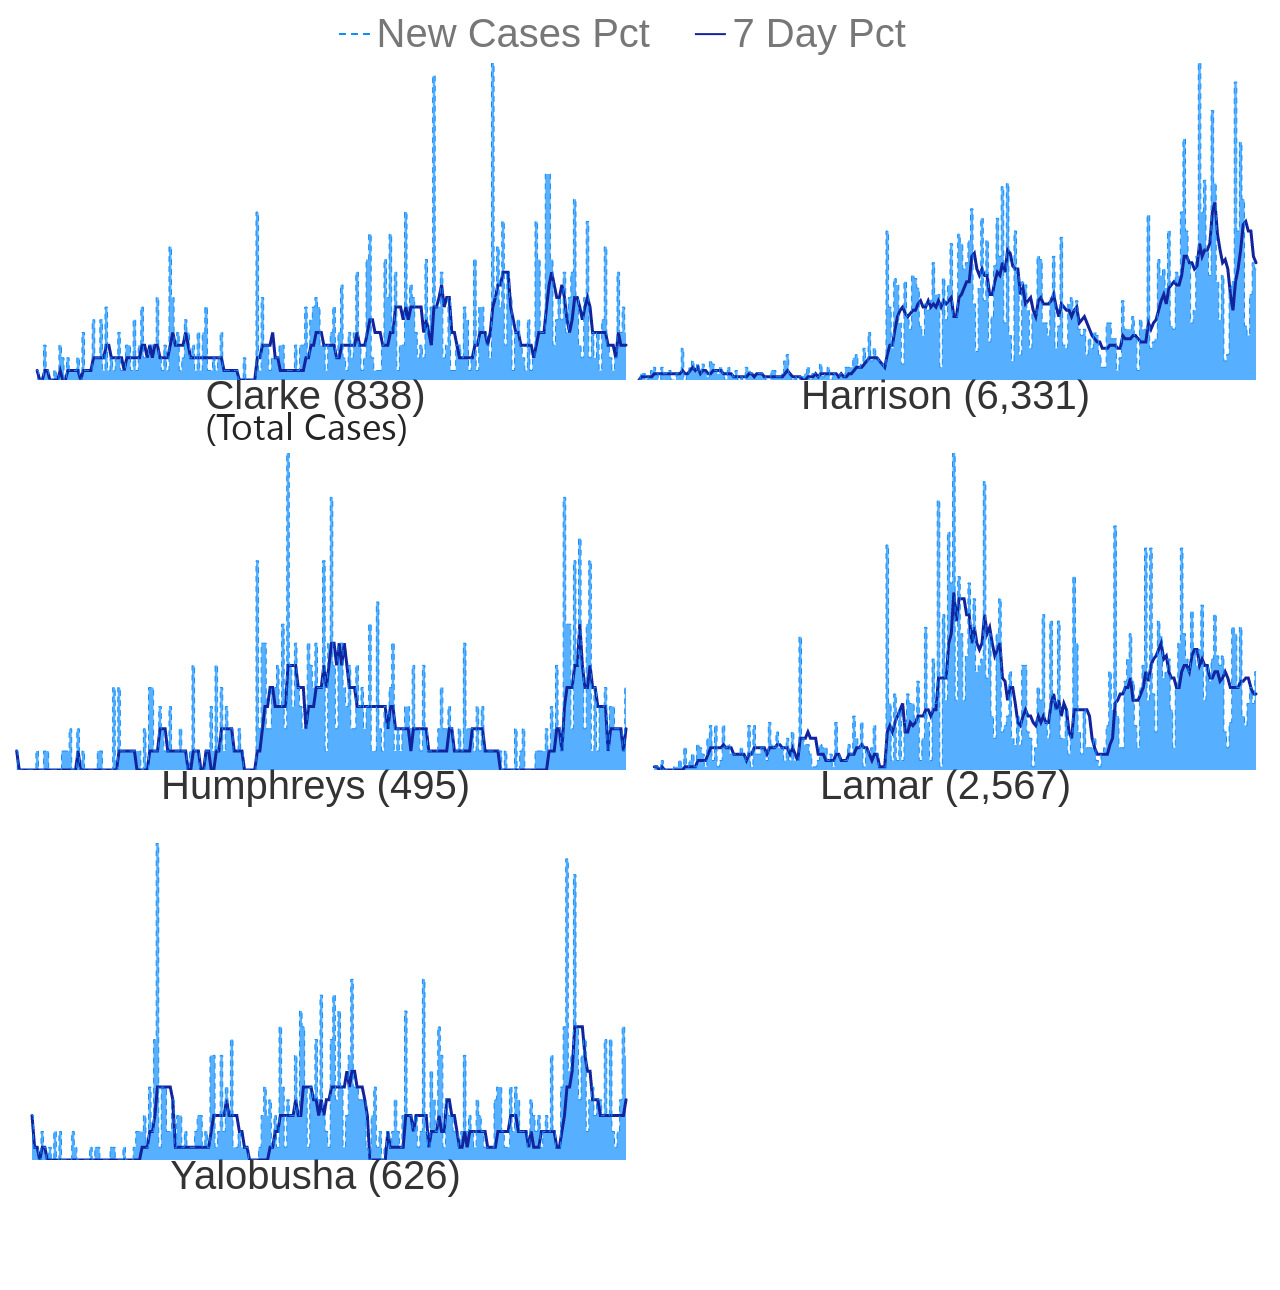 New Cases Pct 7 Day Pct
Clarke (838) Harrison (6,331)
(Total Cases)
Humphreys (495) Lamar (2,567)
Yalobusha (626)